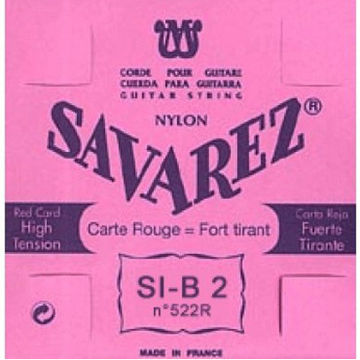 CORDE POUR GUITARE
CUERDA PARA GUITARRA
GUITAR STRING
NYLON
SAVAREZ®
Red Card
High
Tension
Carte Rouge = Fort tirant
Carta Roja
Fuerte
Tirante
SI-B 2
n°522R
MADE IN FRANCE